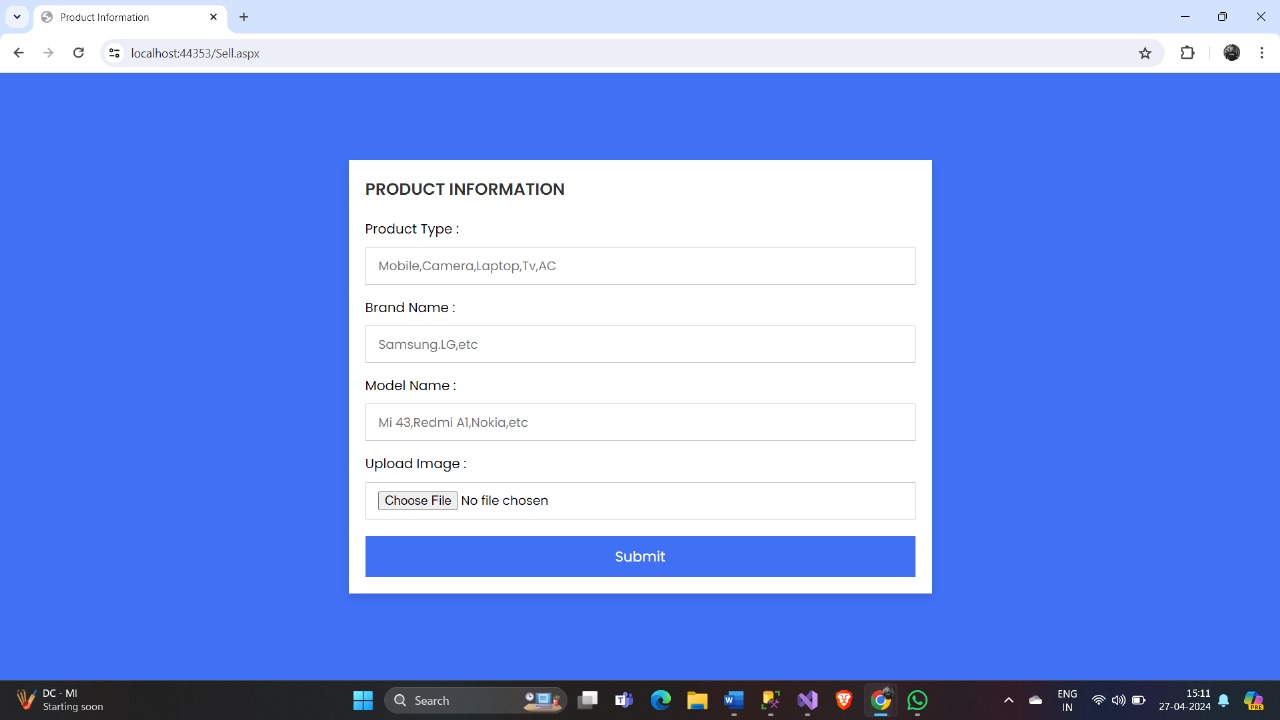 Product Information
localhost:44353/Sell.aspx
PRODUCT INFORMATION
Product Type :
Mobile,Camera,Laptop,Tv,AC
Brand Name :
Samsung.LG,etc
Model Name :
Mi 43,Redmi A1,Nokia,etc
Upload Image :
Choose File No file chosen
Submit
DC - MI
Starting soon
Search
ENG
IN
15:11
27-04-2024
PRE